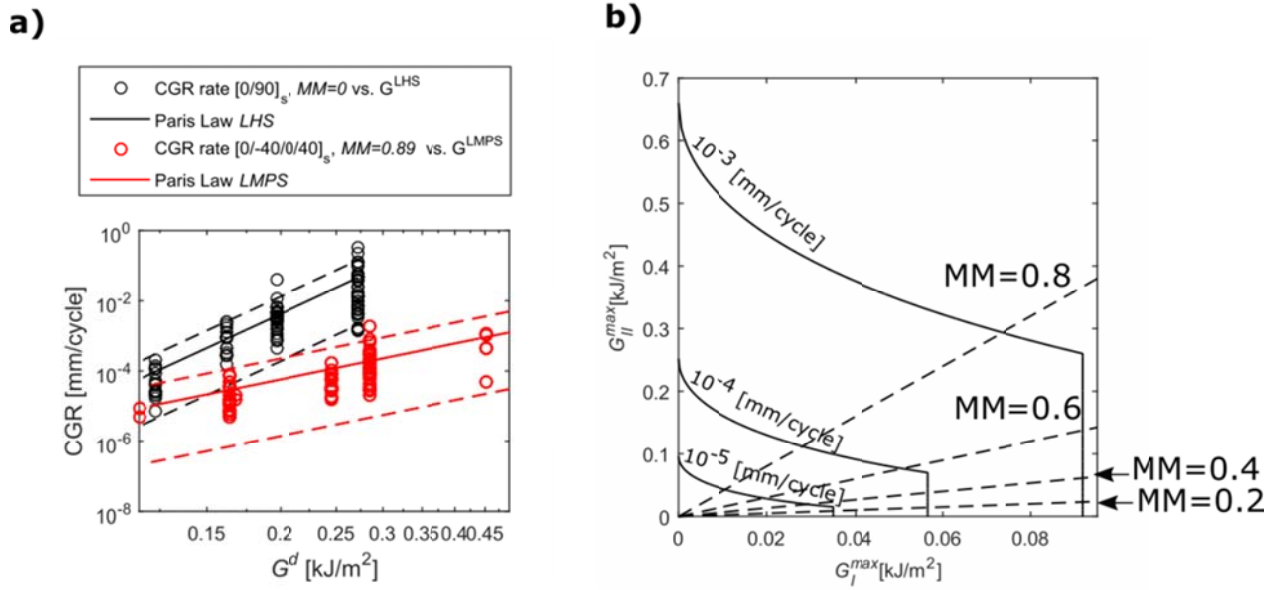 a)
CGR rate [0/90]s, MM=0 vs. G^LHS
Paris Law LHS
CGR rate [0/-40/0/40]s, MM=0.89 vs. G^LMPS
Paris Law LMPS
CGR [mm/cycle]
10^0
10^-2
10^-4
10^-6
10^-8
0.15 0.2 0.25 0.3 0.35 0.4 0.45
G^d [kJ/m^2]
b)
G_II^max [kJ/m^2]
0.7
0.6
0.5
0.4
0.3
0.2
0.1
0
10^-3 [mm/cycle]
10^-4 [mm/cycle]
10^-5 [mm/cycle]
MM=0.8
MM=0.6
MM=0.4
MM=0.2
0 0.02 0.04 0.06 0.08
G_I^max [kJ/m^2]